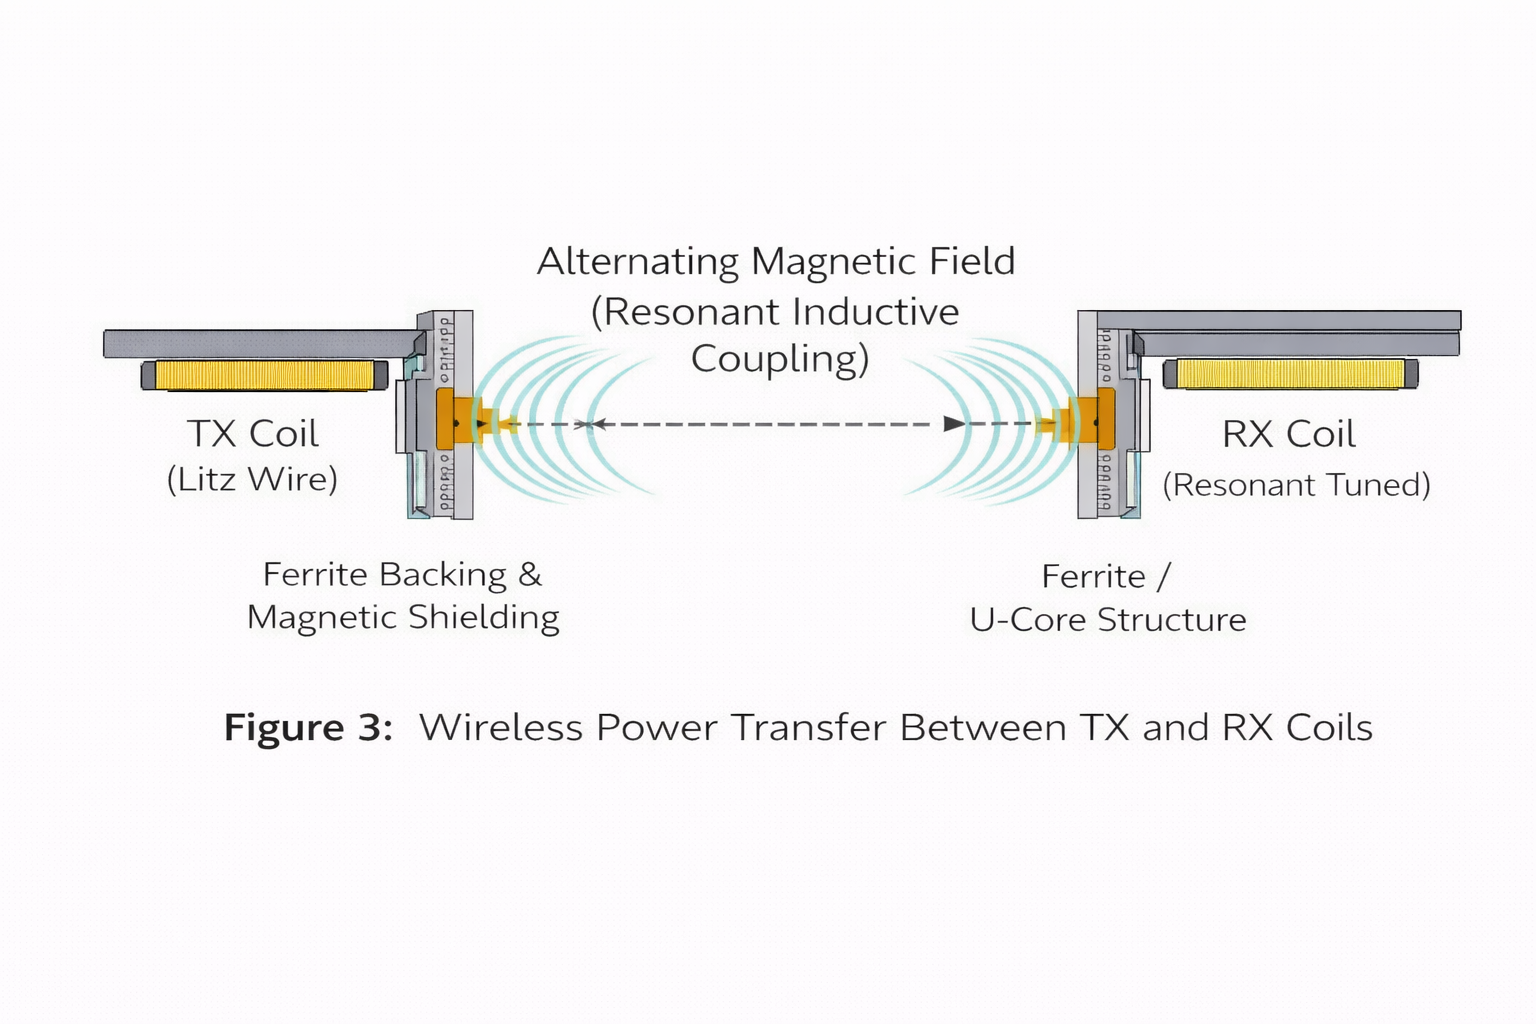 Alternating Magnetic Field
(Resonant Inductive
Coupling)
TX Coil
(Litz Wire)
RX Coil
(Resonant Tuned)
Ferrite Backing &
Magnetic Shielding
Ferrite /
U-Core Structure
Figure 3: Wireless Power Transfer Between TX and RX Coils